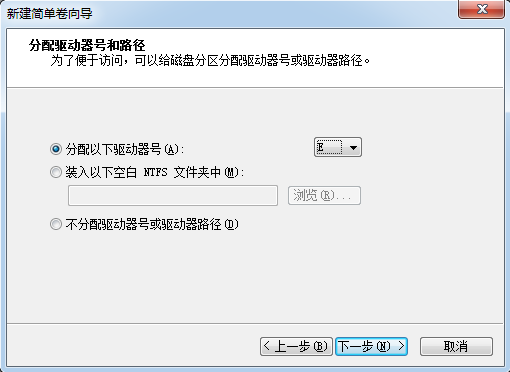 新建简单卷向导
分配驱动器号和路径
为了便于访问，可以给磁盘分区分配驱动器号或驱动器路径。
分配以下驱动器号(A): E
装入以下空白 NTFS 文件夹中(M):
浏览(R)...
不分配驱动器号或驱动器路径(D)
< 上一步(B) 下一步(N) > 取消